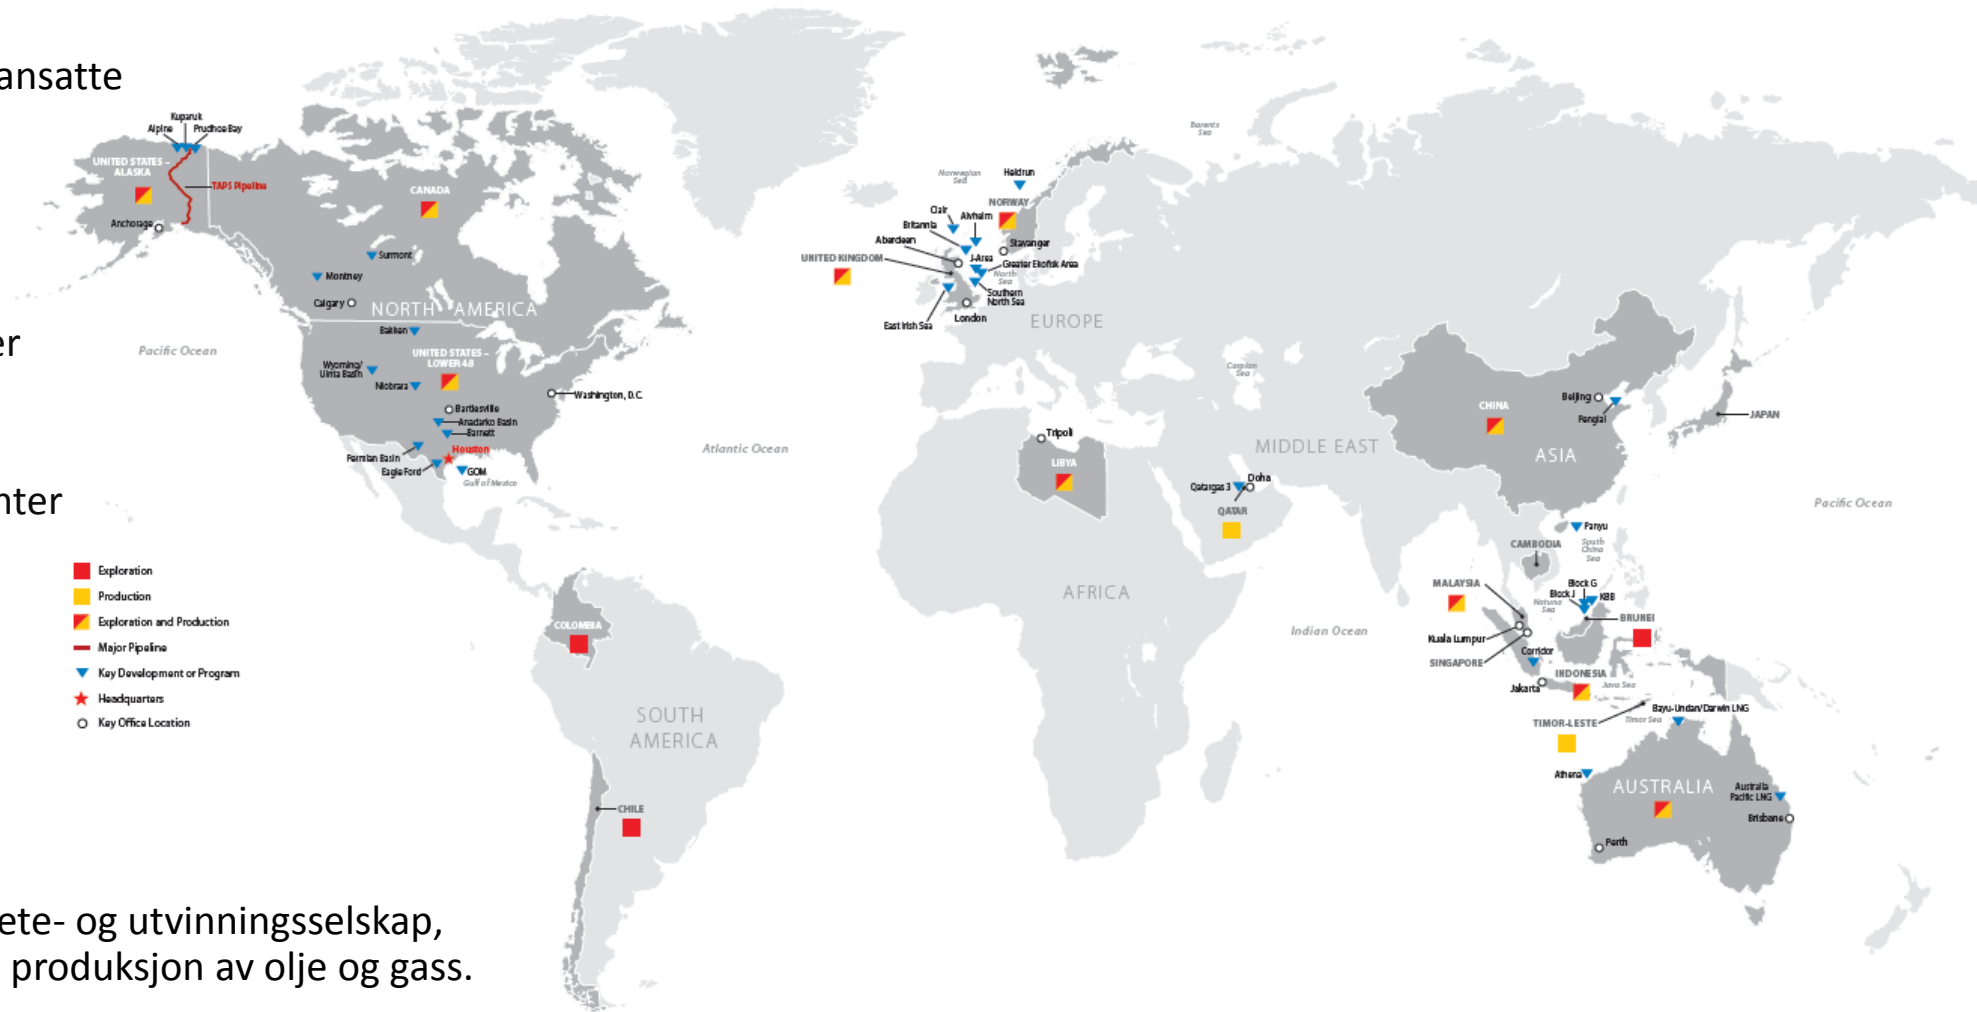 ansatte
er
nter
ete- og utvinningsselskap,
produksjon av olje og gass.
Kuparuk
Alpine
Prudhoe Bay
UNITED STATES –
ALASKA
TAPS Pipeline
Anchorage
CANADA
Surmont
Montney
Calgary
NORTH AMERICA
Bakken
UNITED STATES –
LOWER 48
Wyoming/
Uinta Basin
Niobrara
Washington, D.C.
Bartlesville
Anadarko Basin
Barnett
Houston
Permian Basin
Eagle Ford
GOM
Gulf of Mexico
Pacific Ocean
Atlantic Ocean
Exploration
Production
Exploration and Production
Major Pipeline
Key Development or Program
Headquarters
Key Office Location
COLOMBIA
SOUTH
AMERICA
CHILE
Barents
Sea
Norwegian
Sea
Heidrun
NORWAY
Clair
Alvheim
Britannia
Aberdeen
Stavanger
UNITED KINGDOM
J-Area
Greater Ekofisk Area
North
Sea
Southern
North Sea
East Irish Sea
London
EUROPE
Caspian
Sea
Tripoli
LIBYA
MIDDLE EAST
Qatargas 3
Doha
QATAR
AFRICA
Indian Ocean
CHINA
Beijing
Penglai
JAPAN
ASIA
Pacific Ocean
Panyu
South
China
Sea
CAMBODIA
MALAYSIA
Block G
Block J
KBB
Natuna
Sea
BRUNEI
Kuala Lumpur
SINGAPORE
Corridor
INDONESIA
Jakarta
Java Sea
Bayu-Undan/Darwin LNG
TIMOR-LESTE
Timor Sea
Athena
AUSTRALIA
Australia
Pacific LNG
Brisbane
Perth